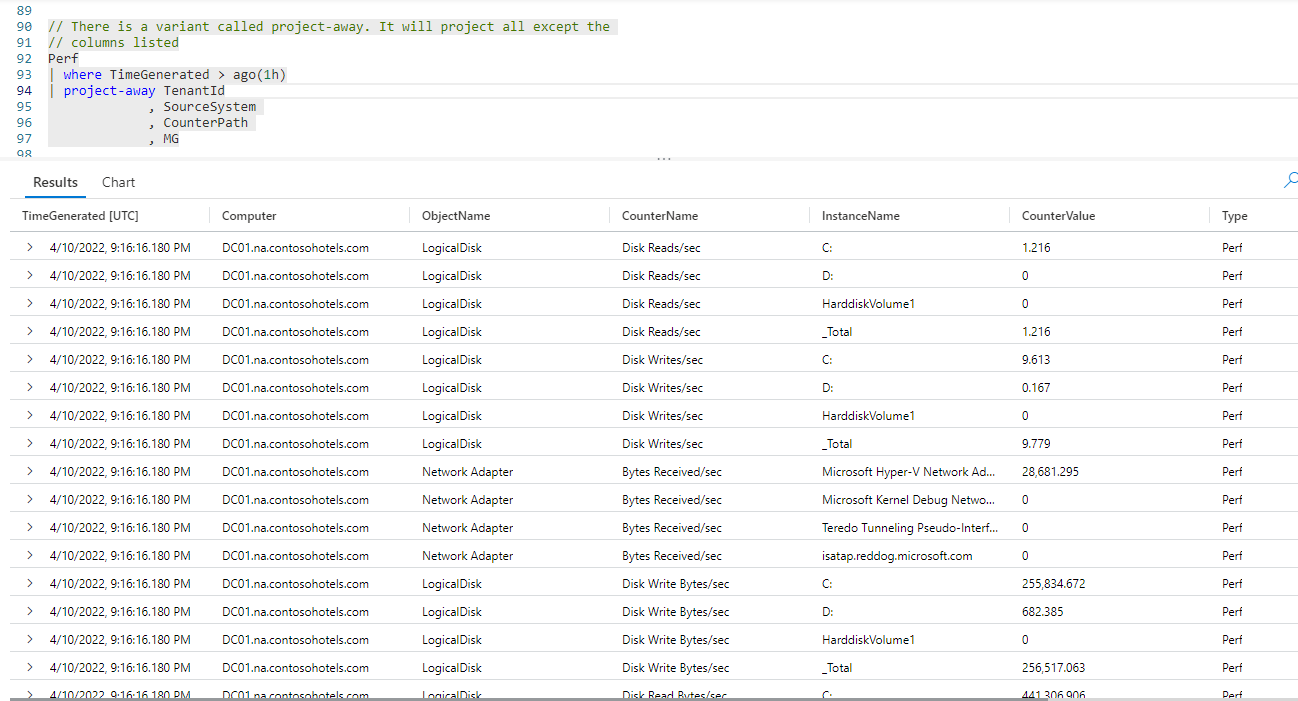 89
90 // There is a variant called project-away. It will project all except the
91 // columns listed
92 Perf
93 | where TimeGenerated > ago(1h)
94 | project-away TenantId
95 , SourceSystem
96 , CounterPath
97 , MG
98
...
Results Chart
TimeGenerated [UTC] Computer ObjectName CounterName InstanceName CounterValue Type
> 4/10/2022, 9:16:16.180 PM DC01.na.contosohotels.com LogicalDisk Disk Reads/sec C: 1.216 Perf
> 4/10/2022, 9:16:16.180 PM DC01.na.contosohotels.com LogicalDisk Disk Reads/sec D: 0 Perf
> 4/10/2022, 9:16:16.180 PM DC01.na.contosohotels.com LogicalDisk Disk Reads/sec HarddiskVolume1 0 Perf
> 4/10/2022, 9:16:16.180 PM DC01.na.contosohotels.com LogicalDisk Disk Reads/sec _Total 1.216 Perf
> 4/10/2022, 9:16:16.180 PM DC01.na.contosohotels.com LogicalDisk Disk Writes/sec C: 9.613 Perf
> 4/10/2022, 9:16:16.180 PM DC01.na.contosohotels.com LogicalDisk Disk Writes/sec D: 0.167 Perf
> 4/10/2022, 9:16:16.180 PM DC01.na.contosohotels.com LogicalDisk Disk Writes/sec HarddiskVolume1 0 Perf
> 4/10/2022, 9:16:16.180 PM DC01.na.contosohotels.com LogicalDisk Disk Writes/sec _Total 9.779 Perf
> 4/10/2022, 9:16:16.180 PM DC01.na.contosohotels.com Network Adapter Bytes Received/sec Microsoft Hyper-V Network Ad... 28,681.295 Perf
> 4/10/2022, 9:16:16.180 PM DC01.na.contosohotels.com Network Adapter Bytes Received/sec Microsoft Kernel Debug Netwo... 0 Perf
> 4/10/2022, 9:16:16.180 PM DC01.na.contosohotels.com Network Adapter Bytes Received/sec Teredo Tunneling Pseudo-Interf... 0 Perf
> 4/10/2022, 9:16:16.180 PM DC01.na.contosohotels.com Network Adapter Bytes Received/sec isatap.reddog.microsoft.com 0 Perf
> 4/10/2022, 9:16:16.180 PM DC01.na.contosohotels.com LogicalDisk Disk Write Bytes/sec C: 255,834.672 Perf
> 4/10/2022, 9:16:16.180 PM DC01.na.contosohotels.com LogicalDisk Disk Write Bytes/sec D: 682.385 Perf
> 4/10/2022, 9:16:16.180 PM DC01.na.contosohotels.com LogicalDisk Disk Write Bytes/sec HarddiskVolume1 0 Perf
> 4/10/2022, 9:16:16.180 PM DC01.na.contosohotels.com LogicalDisk Disk Write Bytes/sec _Total 256,517.063 Perf
> 4/10/2022, 9:16:16.180 PM DC01.na.contosohotels.com LogicalDisk Disk Read Bytes/sec C: 441,306.906 Perf